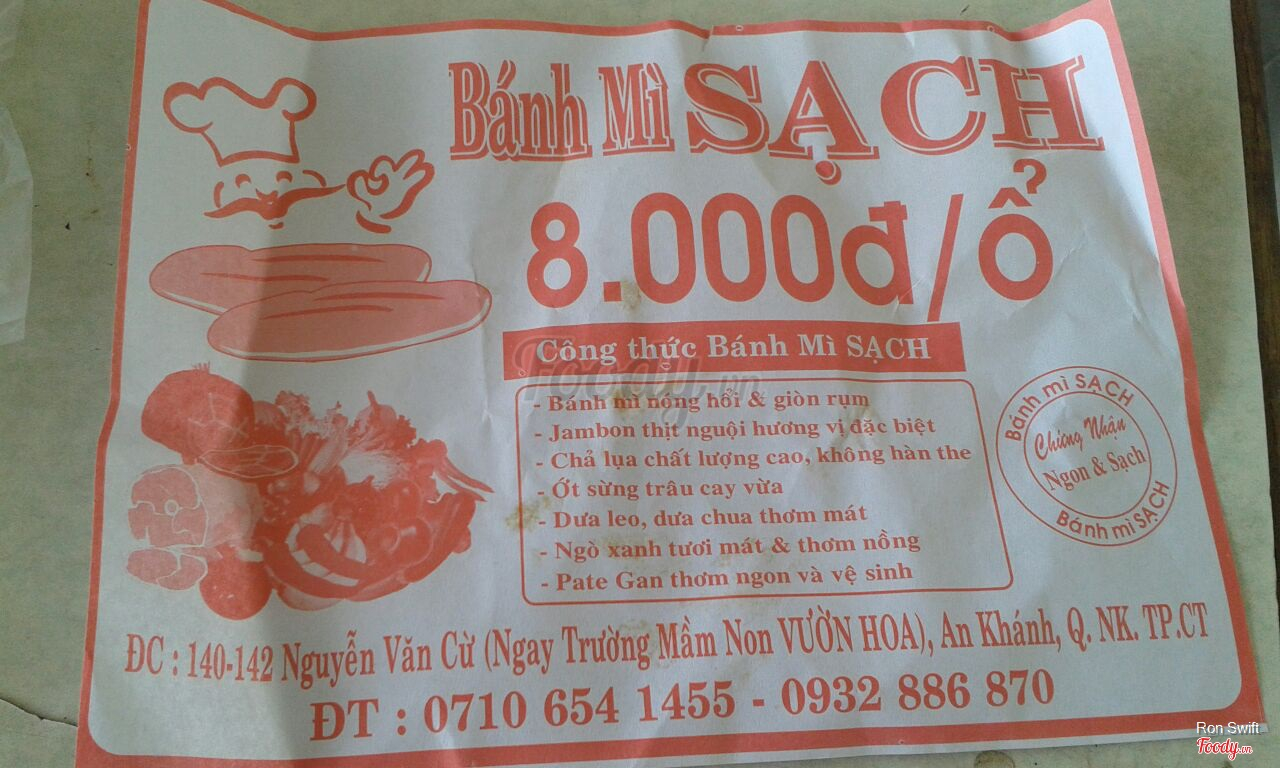 Bánh Mì SẠCH
8.000đ/ổ
Công thức Bánh Mì SẠCH
Foody.vn
- Bánh mì nóng hổi & giòn rụm
- Jambon thịt nguội hương vị đặc biệt
- Chả lụa chất lượng cao, không hàn the
- Ớt sừng trâu cay vừa
- Dưa leo, dưa chua thơm mát
- Ngò xanh tươi mát & thơm nồng
- Pate Gan thơm ngon và vệ sinh
Bánh mì SẠCH
Chứng Nhận
Ngon & Sạch
Bánh mì SẠCH
ĐC : 140-142 Nguyễn Văn Cừ (Ngay Trường Mầm Non VƯỜN HOA), An Khánh, Q. NK. TP.CT
ĐT : 0710 654 1455 - 0932 886 870
Ron Swift
Foody.vn